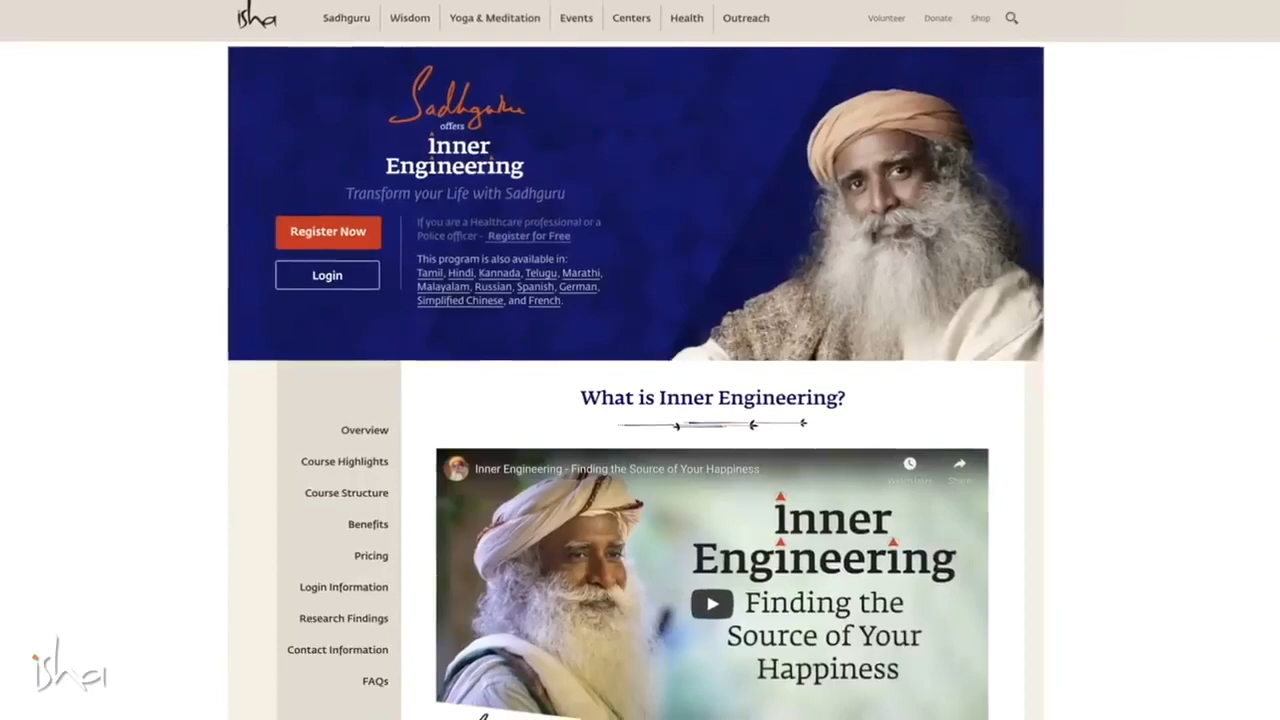 isha
Sadhguru Wisdom Yoga & Meditation Events Centers Health Outreach Volunteer Donate Shop
Sadhguru
offers
inner
Engineering
Transform your Life with Sadhguru
Register Now
Login
If you are a Healthcare professional or a
Police officer - Register for Free
This program is also available in:
Tamil, Hindi, Kannada, Telugu, Marathi,
Malayalam, Russian, Spanish, German,
Simplified Chinese, and French.
Overview
Course Highlights
Course Structure
Benefits
Pricing
Login Information
Research Findings
Contact Information
FAQs
What is Inner Engineering?
Inner Engineering - Finding the Source of Your Happiness
Share
inner
Engineering
Finding the
Source of Your
Happiness
isha